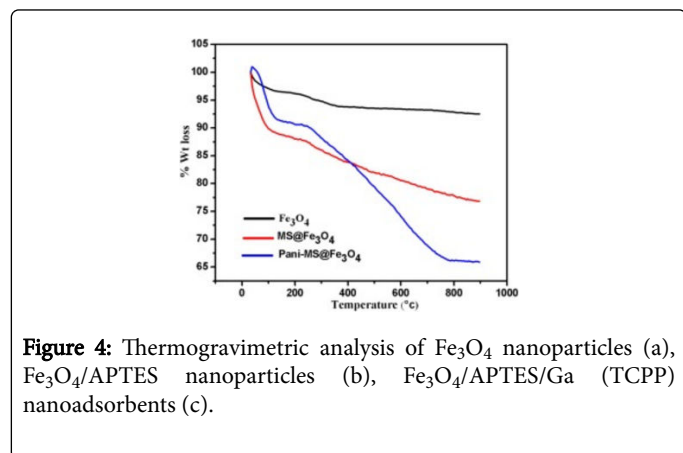 105
100
95
90
85
80
75
70
65
% Wt loss
Fe₃O₄
MS@Fe₃O₄
Pani-MS@Fe₃O₄
0
200
400
600
800
1000
Temperature (°c)
Figure 4: Thermogravimetric analysis of Fe₃O₄ nanoparticles (a),
Fe₃O₄/APTES nanoparticles (b), Fe₃O₄/APTES/Ga (TCPP)
nanoadsorbents (c).